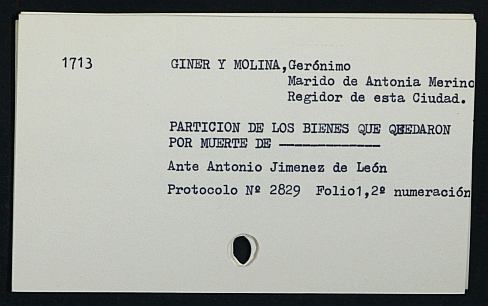 1713 GINER Y MOLINA,Gerónimo
Marido de Antonia Merino
Regidor de esta Ciudad.
PARTICION DE LOS BIENES QUE QUEDARON
POR MUERTE DE ——————————
Ante Antonio Jimenez de León
Protocolo Nº 2829 Folio1,2º numeración